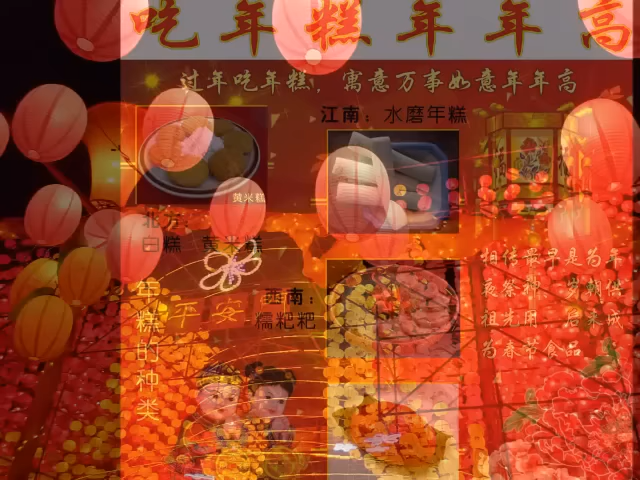 吃年糕年年高
过年吃年糕，寓意万事如意年年高
江南：水磨年糕
黄米糕
北方：
白糕 黄米糕
西南：
糯粑粑
平安
年糕的种类
相传最早是为年
夜祭神、岁朝供
祖先用，后来成
为春节食品